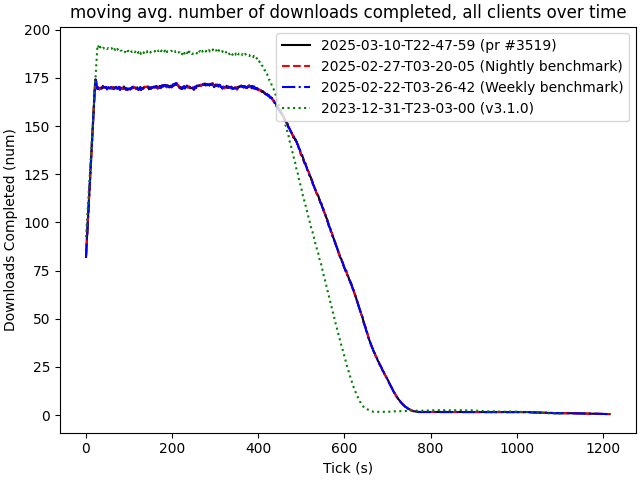 moving avg. number of downloads completed, all clients over time
2025-03-10-T22-47-59 (pr #3519)
2025-02-27-T03-20-05 (Nightly benchmark)
2025-02-22-T03-26-42 (Weekly benchmark)
2023-12-31-T23-03-00 (v3.1.0)
Downloads Completed (num)
200
175
150
125
100
75
50
25
0
0 200 400 600 800 1000 1200
Tick (s)